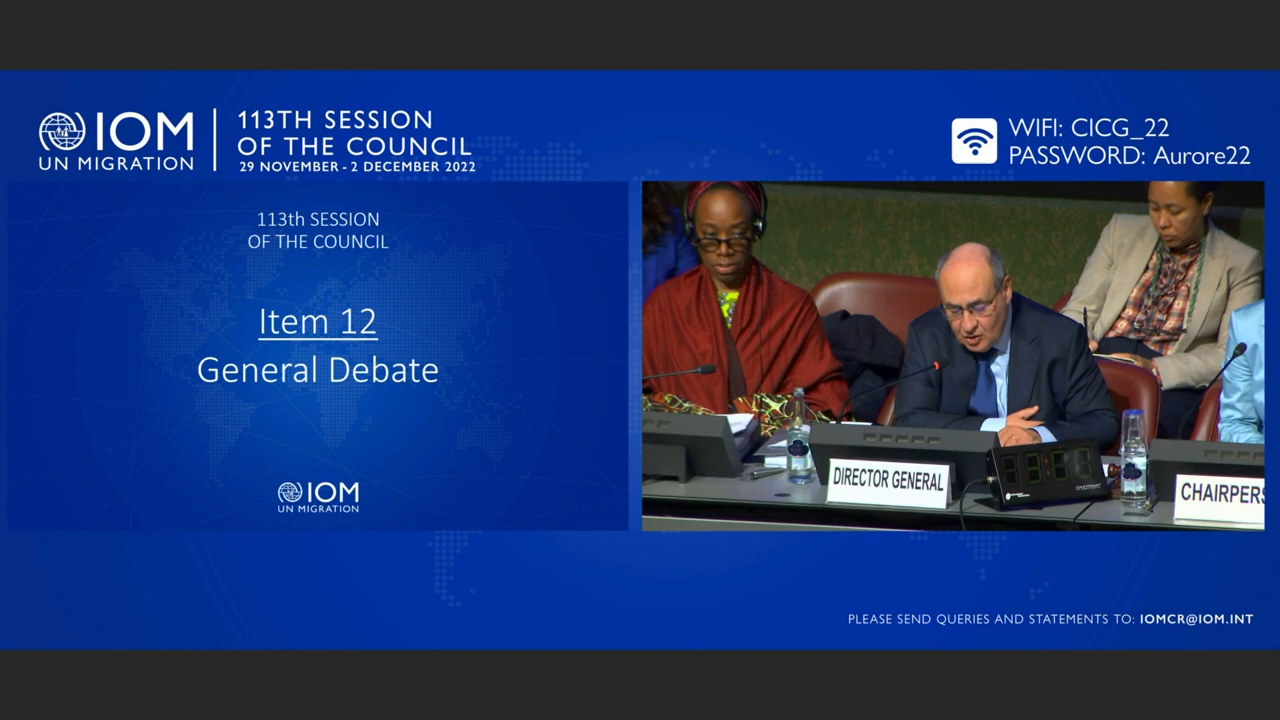 IOM
UN MIGRATION
113TH SESSION
OF THE COUNCIL
29 NOVEMBER - 2 DECEMBER 2022
WIFI: CICG_22
PASSWORD: Aurore22
113th SESSION
OF THE COUNCIL
Item 12
General Debate
IOM
UN MIGRATION
DIRECTOR GENERAL
CHAIRPERS
PLEASE SEND QUERIES AND STATEMENTS TO: IOMCR@IOM.INT